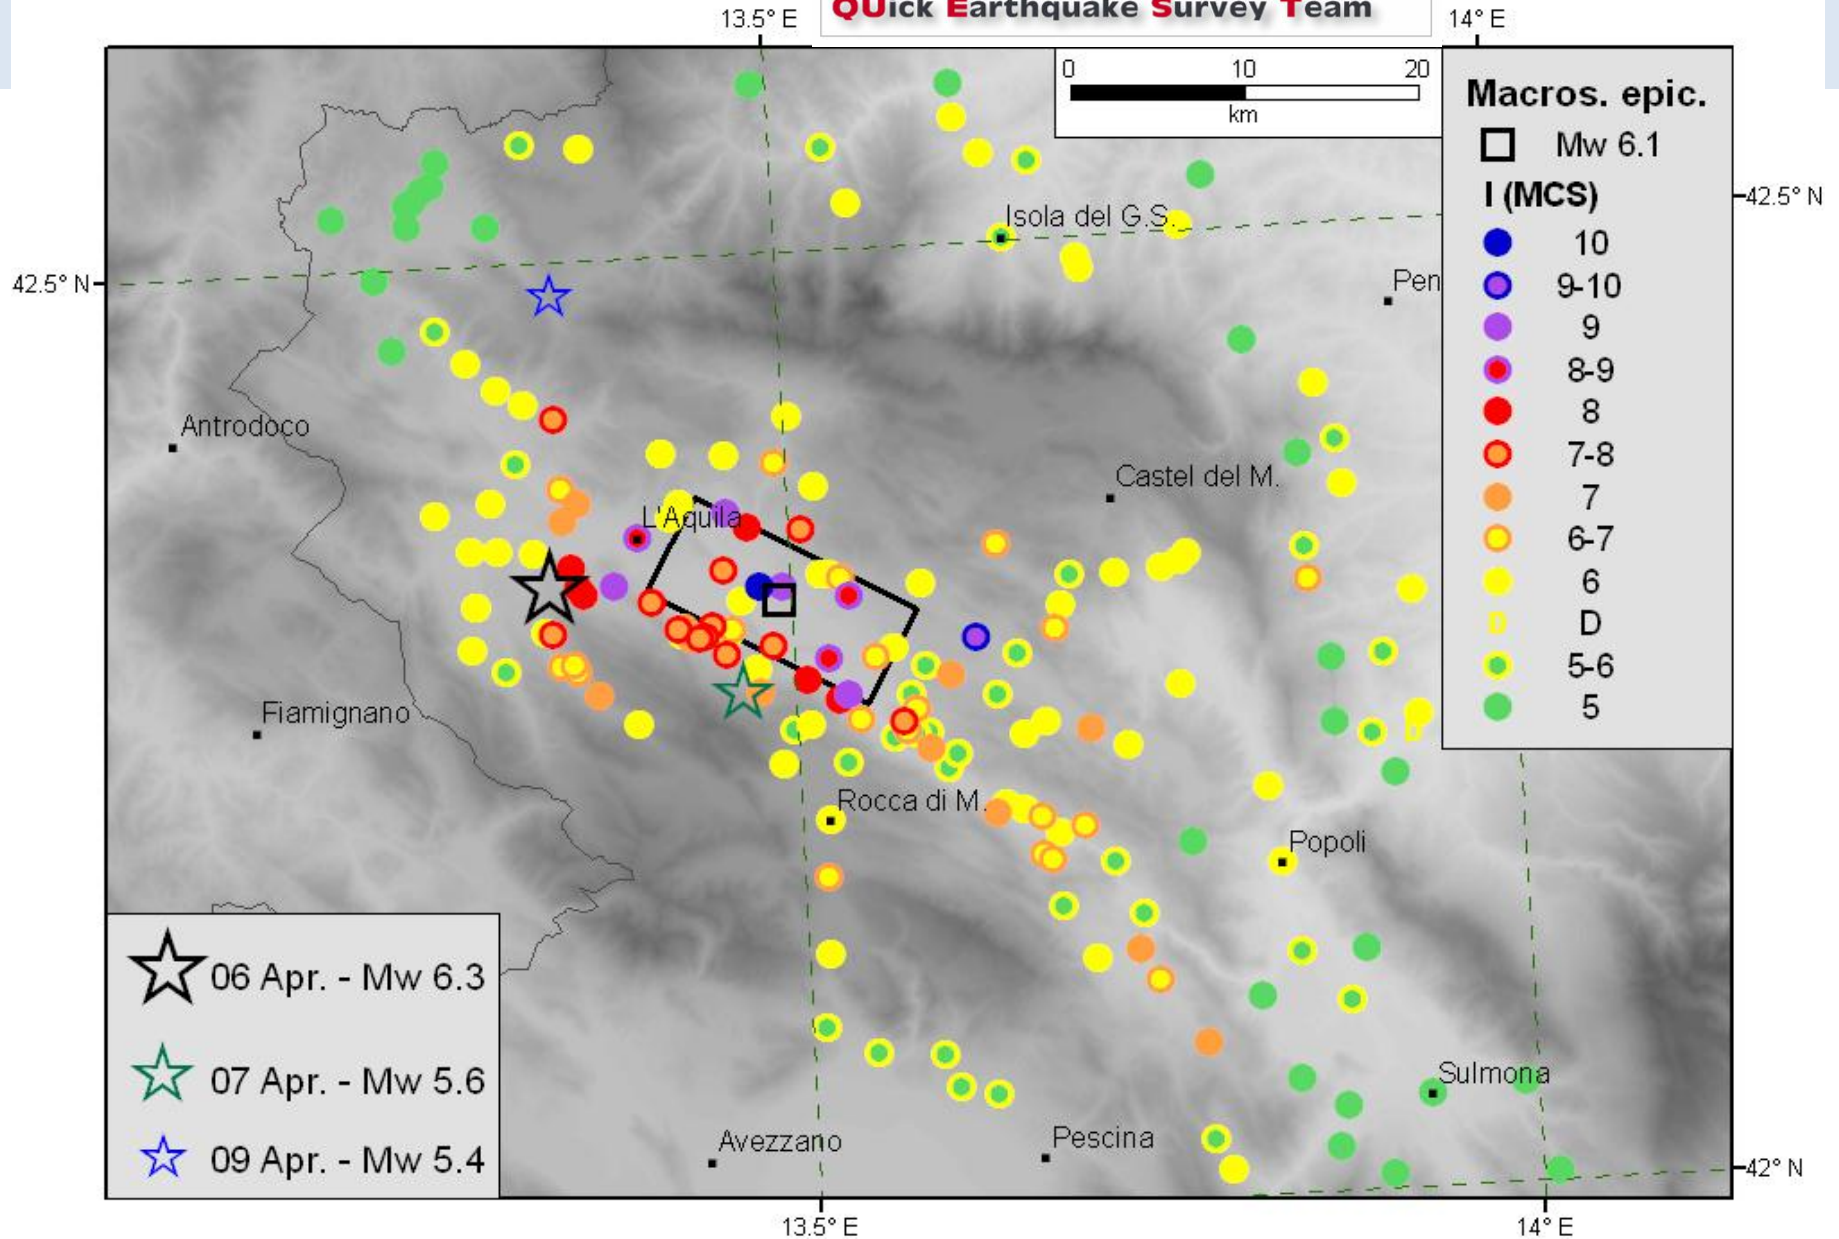 QUick Earthquake Survey Team
13.5° E
14° E
0 10 20
km
Macros. epic.
Mw 6.1
I (MCS)
10
9-10
9
8-9
8
7-8
7
6-7
6
D
5-6
5
42.5° N
42.5° N
Isola del G.S.
Pen
Antrodoco
Castel del M.
L'Aquila
Fiamignano
D
Rocca di M.
Popoli
Sulmona
Avezzano
Pescina
06 Apr. - Mw 6.3
07 Apr. - Mw 5.6
09 Apr. - Mw 5.4
42° N
13.5° E
14° E